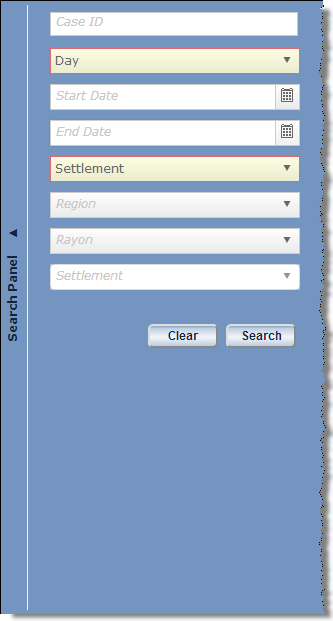 Case ID
Day
Start Date
End Date
Settlement
Region
Rayon
Settlement
Clear Search
Search Panel